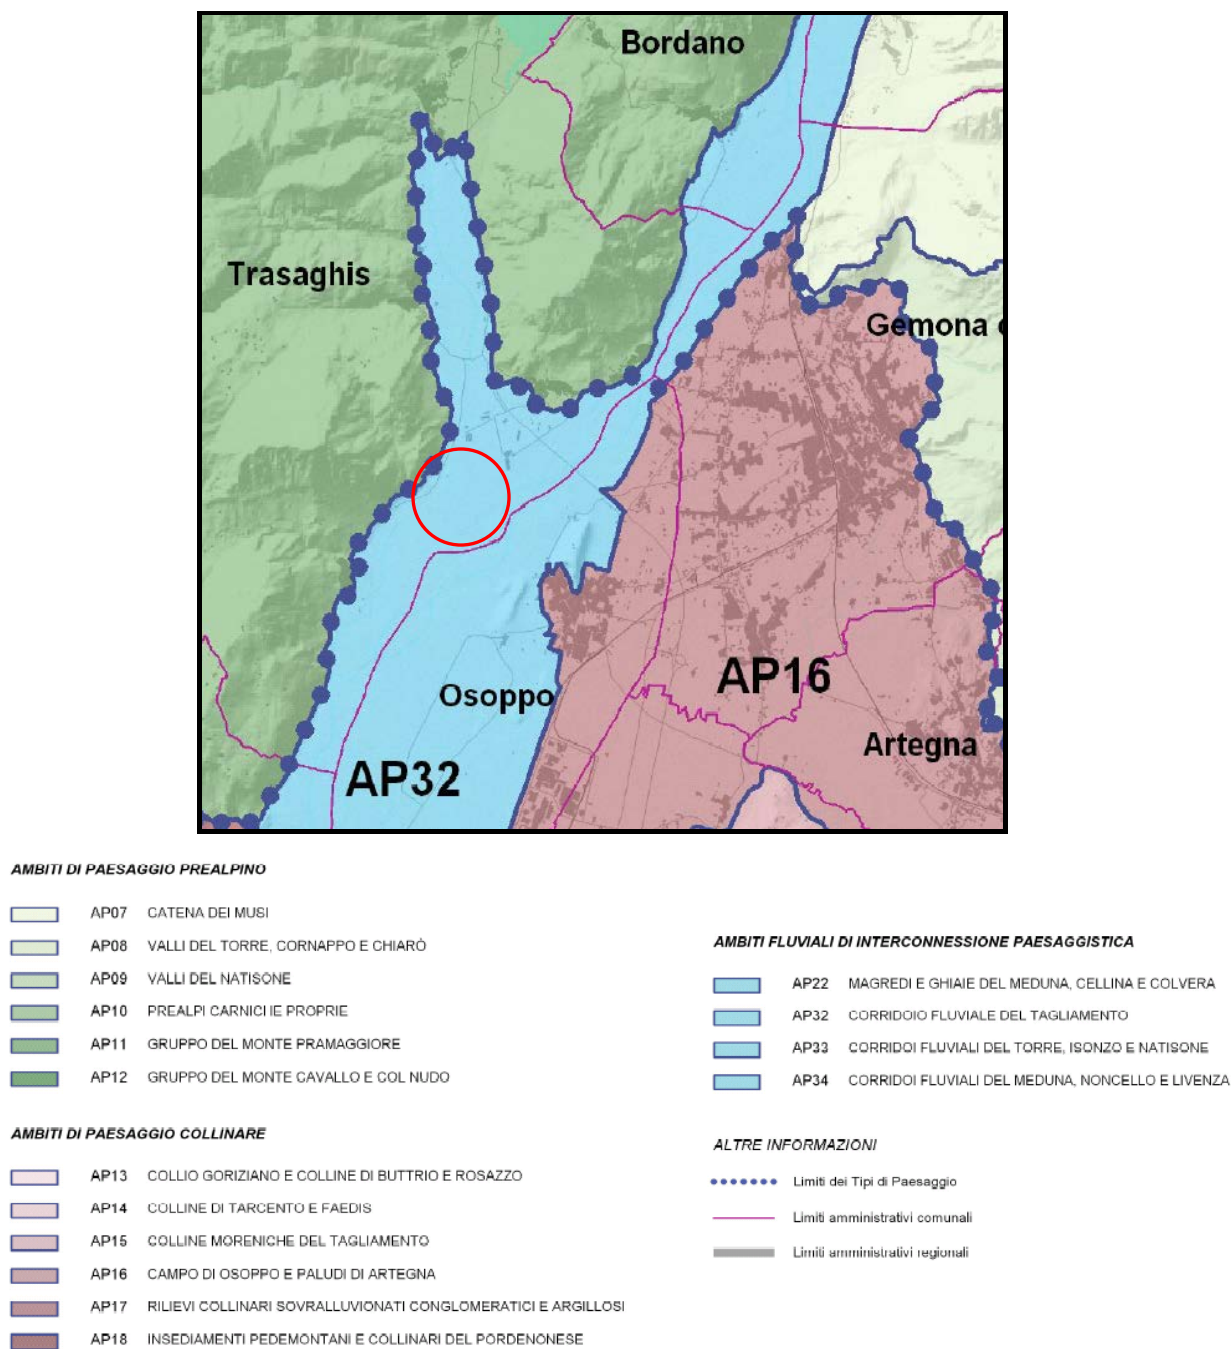 Bordano
Trasaghis
Gemona
AP16
Osoppo
Artegna
AP32
AMBITI DI PAESAGGIO PREALPINO
AP07 CATENA DEI MUSI
AP08 VALLI DEL TORRE, CORNAPPO E CHIARÒ
AP09 VALLI DEL NATISONE
AP10 PREALPI CARNICHE PROPRIE
AP11 GRUPPO DEL MONTE PRAMAGGIORE
AP12 GRUPPO DEL MONTE CAVALLO E COL NUDO
AMBITI DI PAESAGGIO COLLINARE
AP13 COLLIO GORIZIANO E COLLINE DI BUTTRIO E ROSAZZO
AP14 COLLINE DI TARCENTO E FAEDIS
AP15 COLLINE MORENICHE DEL TAGLIAMENTO
AP16 CAMPO DI OSOPPO E PALUDI DI ARTEGNA
AP17 RILIEVI COLLINARI SOVRALLUVIONATI CONGLOMERATICI E ARGILLOSI
AP18 INSEDIAMENTI PEDEMONTANI E COLLINARI DEL PORDENONESE
AMBITI FLUVIALI DI INTERCONNESSIONE PAESAGGISTICA
AP22 MAGREDI E GHIAIE DEL MEDUNA, CELLINA E COLVERA
AP32 CORRIDOIO FLUVIALE DEL TAGLIAMENTO
AP33 CORRIDOI FLUVIALI DEL TORRE, ISONZO E NATISONE
AP34 CORRIDOI FLUVIALI DEL MEDUNA, NONCELLO E LIVENZA
ALTRE INFORMAZIONI
Limiti dei Tipi di Paesaggio
Limiti amministrativi comunali
Limiti amministrativi regionali